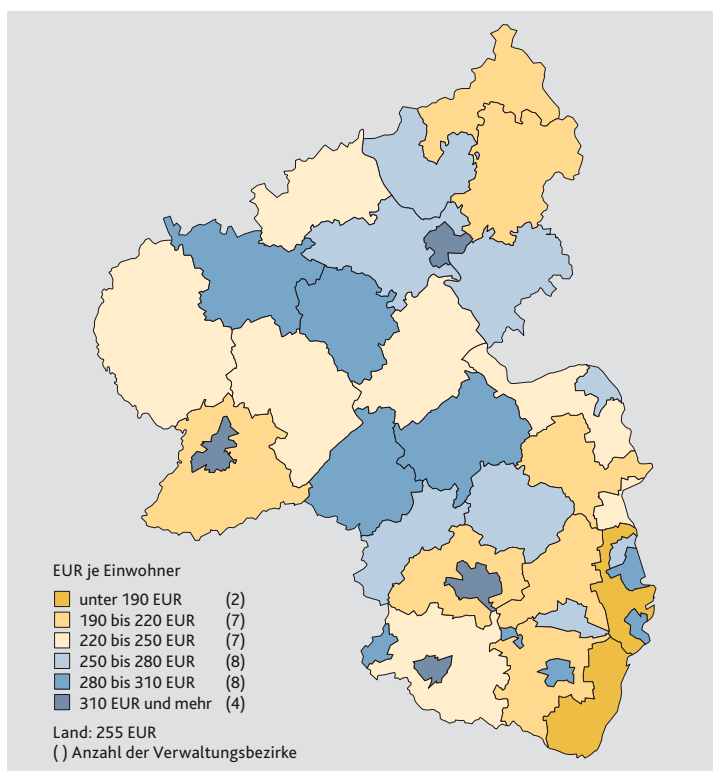 EUR je Einwohner
unter 190 EUR (2)
190 bis 220 EUR (7)
220 bis 250 EUR (7)
250 bis 280 EUR (8)
280 bis 310 EUR (8)
310 EUR und mehr (4)
Land: 255 EUR
( ) Anzahl der Verwaltungsbezirke